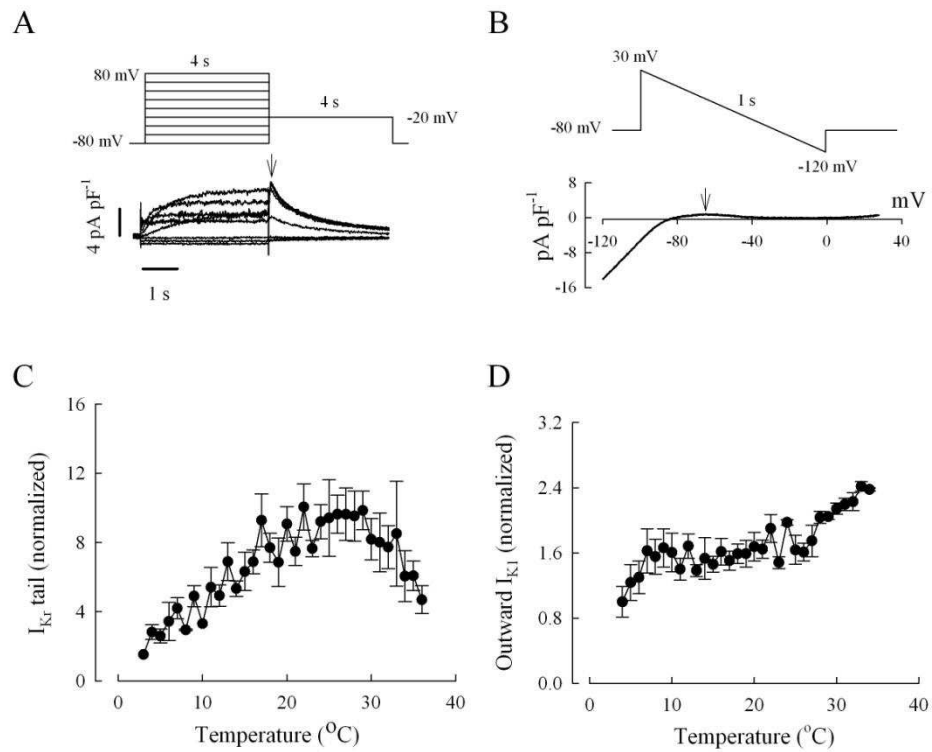 A
4 s
80 mV
4 s
-20 mV
-80 mV
4 pA pF-1
1 s
B
30 mV
1 s
-80 mV
-120 mV
8
mV
0
-120
-80
-40
0
40
-8
-16
pA pF-1
C
16
12
8
4
0
IKr tail (normalized)
0
10
20
30
40
Temperature (oC)
D
3.2
2.4
1.6
0.8
0.0
Outward IK1 (normalized)
0
10
20
30
40
Temperature (oC)